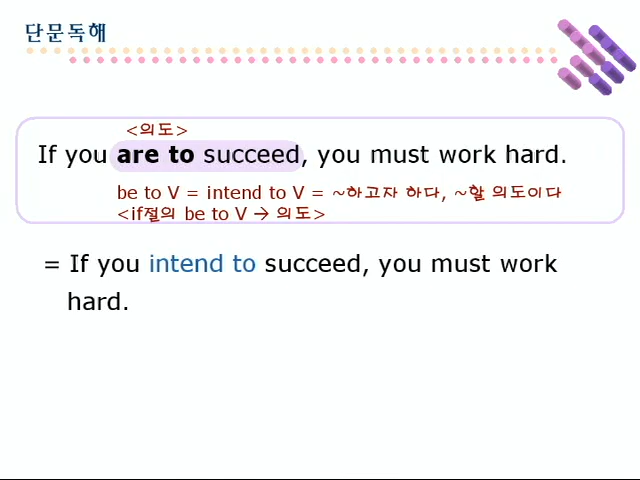 단문독해
<의도>
If you are to succeed, you must work hard.
be to V = intend to V = ~하고자 하다, ~할 의도이다
<if절의 be to V → 의도>
= If you intend to succeed, you must work
hard.